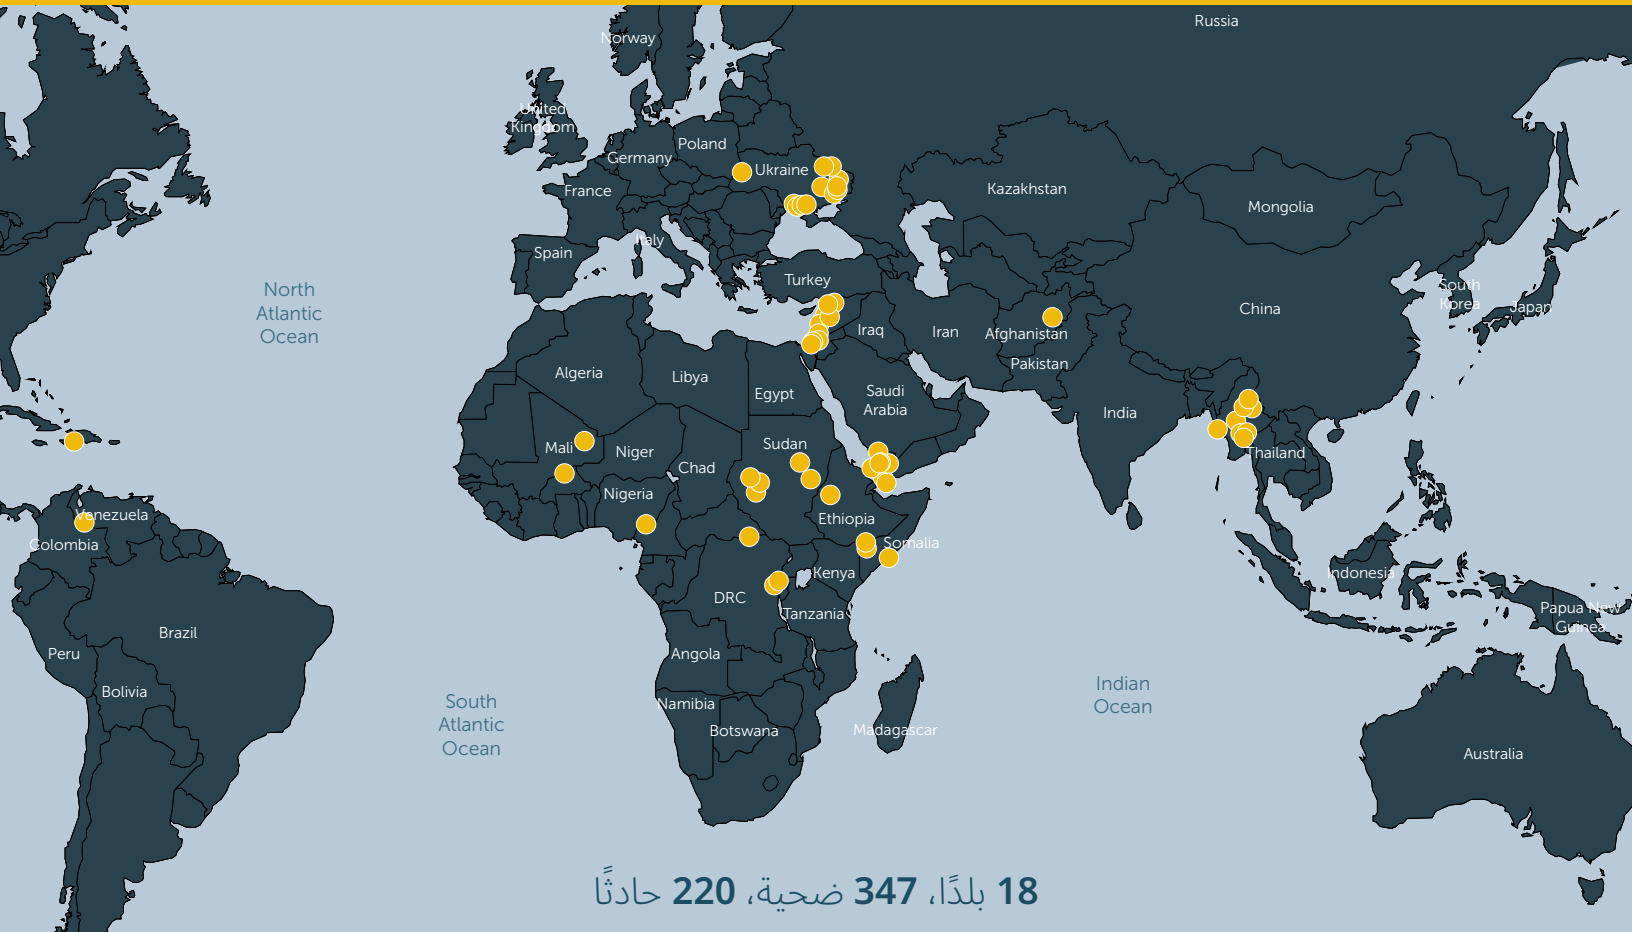 Russia
Norway
United
Kingdom
Poland
Germany
Ukraine
France
Kazakhstan
Mongolia
Italy
Spain
Turkey
North
Atlantic
Ocean
South
Korea
Japan
China
Iraq
Iran
Afghanistan
Pakistan
Algeria
Libya
Egypt
Saudi
Arabia
India
Mali
Niger
Sudan
Chad
Thailand
Nigeria
Venezuela
Colombia
Ethiopia
Somalia
Kenya
Indonesia
DRC
Tanzania
Papua New
Guinea
Brazil
Peru
Angola
Bolivia
Namibia
Botswana
Madagascar
South
Atlantic
Ocean
Indian
Ocean
Australia
18 بلدًا، 347 ضحية، 220 حادثًا